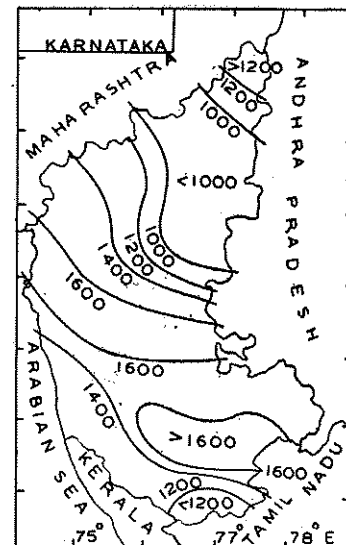 KARNATAKA
MAHARASHTRA
ANDHRA PRADESH
>1200
1200
1000
<1000
1000
1200
1400
1600
1600
1400
>1600
1600
1200
<1200
ARABIAN SEA
KERALA
TAMIL NADU
75°
77°
78° E